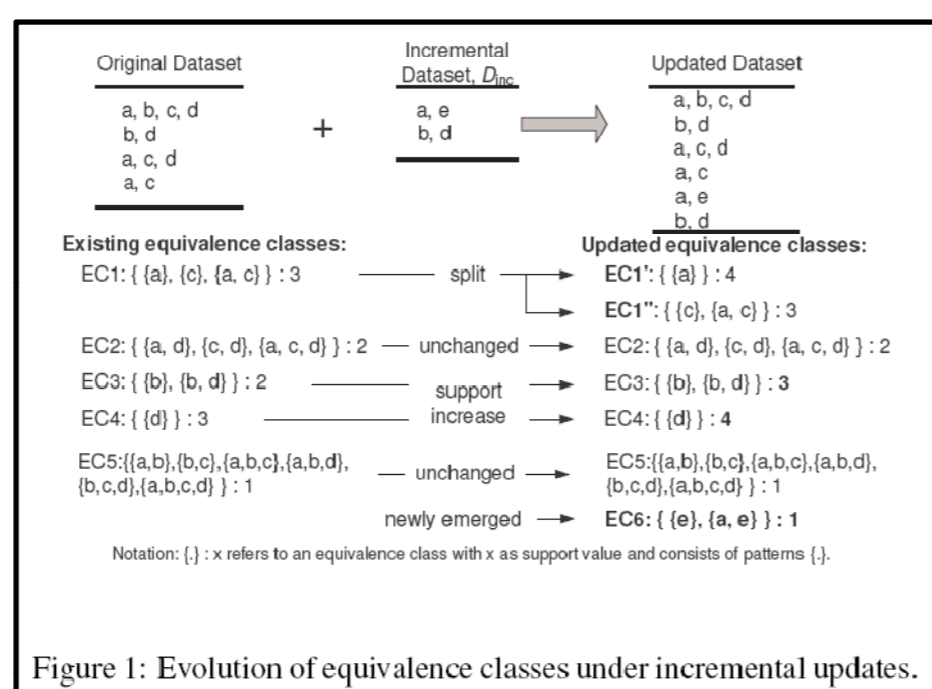 Original Dataset
a, b, c, d
b, d
a, c, d
a, c
+
Incremental
Dataset, Dinc
a, e
b, d
Updated Dataset
a, b, c, d
b, d
a, c, d
a, c
a, e
b, d
Existing equivalence classes:
Updated equivalence classes:
EC1: { {a}, {c}, {a, c} } : 3
split
EC1': { {a} } : 4
EC1": { {c}, {a, c} } : 3
EC2: { {a, d}, {c, d}, {a, c, d} } : 2
unchanged
EC2: { {a, d}, {c, d}, {a, c, d} } : 2
EC3: { {b}, {b, d} } : 2
support
increase
EC3: { {b}, {b, d} } : 3
EC4: { {d} } : 3
EC4: { {d} } : 4
EC5:{{a,b},{b,c},{a,b,c},{a,b,d},
{b,c,d},{a,b,c,d} } : 1
unchanged
EC5:{{a,b},{b,c},{a,b,c},{a,b,d},
{b,c,d},{a,b,c,d} } : 1
newly emerged
EC6: { {e}, {a, e} } : 1
Notation: {.} : x refers to an equivalence class with x as support value and consists of patterns {.}.
Figure 1: Evolution of equivalence classes under incremental updates.